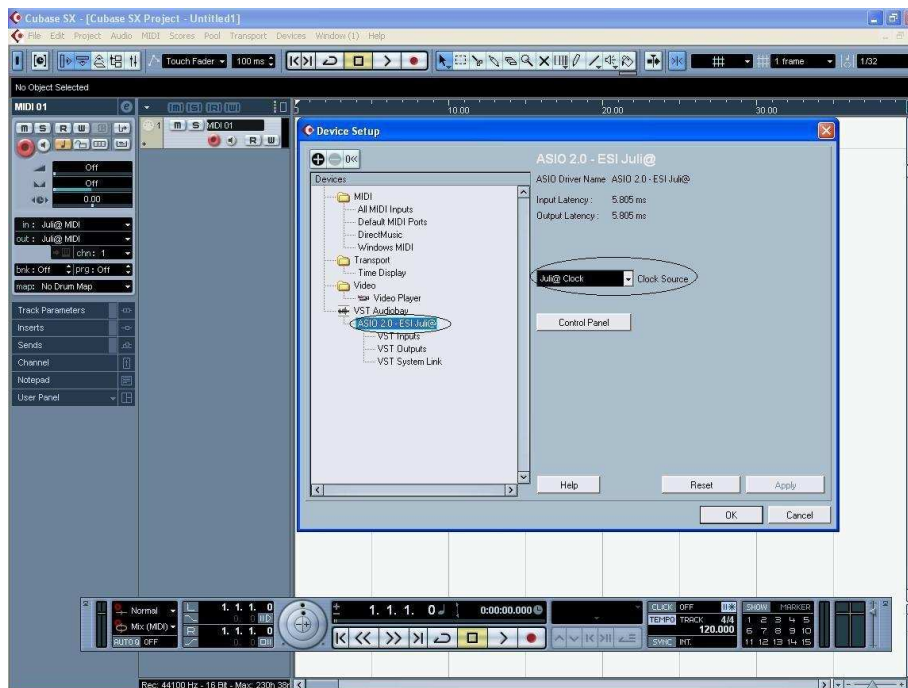 Cubase SX - [Cubase SX Project - Untitled1]
File Edit Project Audio MIDI Scores Pool Transport Devices Window (1) Help
Touch Fader 100 ms 1 frame 1/32
No Object Selected
MIDI 01
1 m S MIDI 01
R W
m S R W
Off
Off
0.00
in : Juli@ MIDI
out : Juli@ MIDI
chn: 1
bnk: Off prg: Off
map: No Drum Map
Track Parameters
Inserts
Sends
Channel
Notepad
User Panel
10.00 20.00 30.00
Device Setup
Devices
MIDI
All MIDI Inputs
Default MIDI Ports
DirectMusic
Windows MIDI
Transport
Time Display
Video
Video Player
VST Audiobay
ASIO 2.0 - ESI Juli@
VST Inputs
VST Outputs
VST System Link
ASIO 2.0 - ESI Juli@
ASIO Driver Name ASIO 2.0 - ESI Juli@
Input Latency : 5.805 ms
Output Latency : 5.805 ms
Juli@ Clock Clock Source
Control Panel
Help Reset Apply
OK Cancel
Normal
Mix (MIDI)
AUTO Q OFF
L 1. 1. 1. 0
0. 0
R 1. 1. 1. 0
0. 0
1. 1. 1. 0 0:00:00.000
CLICK OFF
TEMPO TRACK 4/4
120.000
SYNC INT.
SHOW MARKER
1 2 3 4 5
6 7 8 9 10
11 12 13 14 15
Rec: 44100 Hz - 16 Bit - Max: 230h 38m